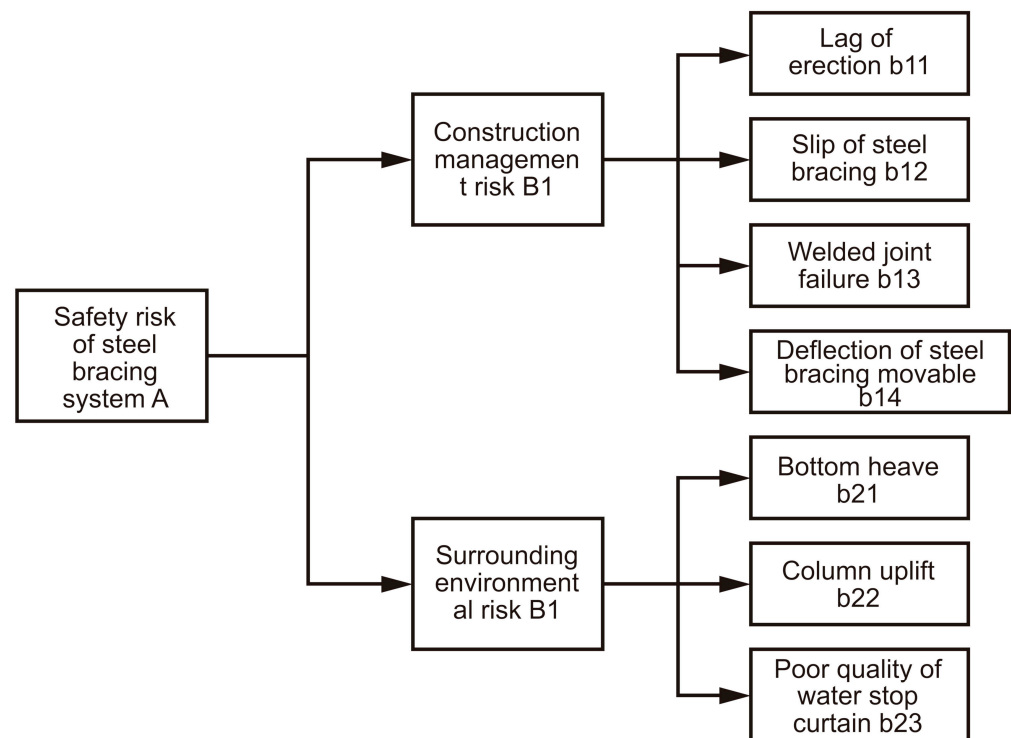 Safety risk
of steel
bracing
system A
Construction
managemen
t risk B1
Surrounding
environment
al risk B1
Lag of
erection b11
Slip of steel
bracing b12
Welded joint
failure b13
Deflection of steel
bracing movable
b14
Bottom heave
b21
Column uplift
b22
Poor quality of
water stop
curtain b23